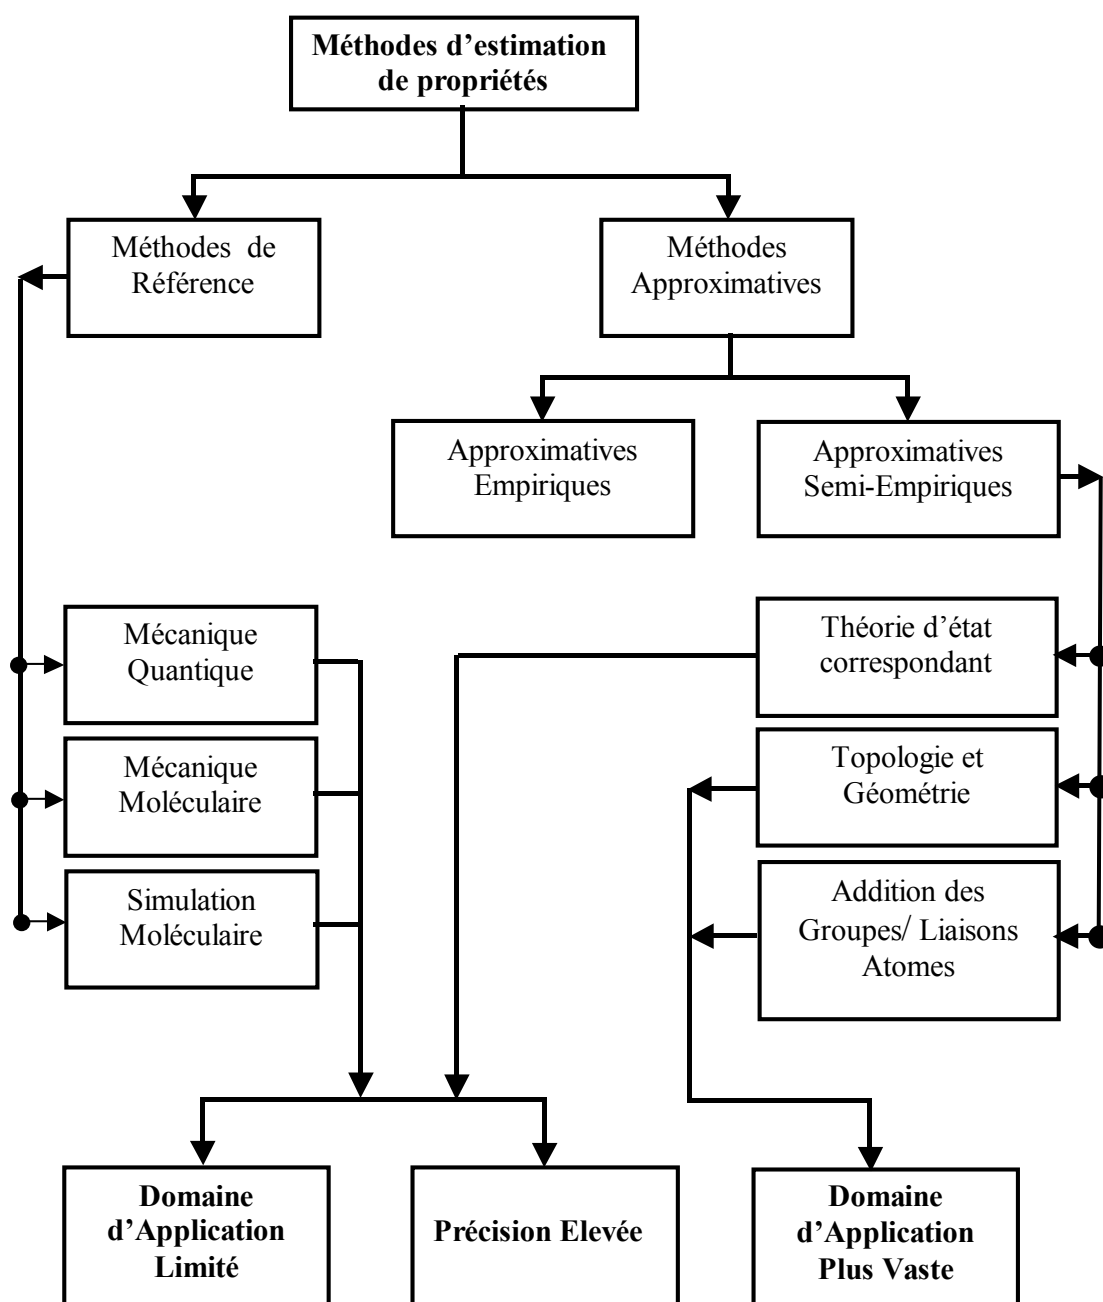 Méthodes d’estimation
de propriétés
Méthodes de
Référence
Méthodes
Approximatives
Approximatives
Empiriques
Approximatives
Semi-Empiriques
Mécanique
Quantique
Théorie d’état
correspondant
Mécanique
Moléculaire
Topologie et
Géométrie
Simulation
Moléculaire
Addition des
Groupes/ Liaisons
Atomes
Domaine
d’Application
Limité
Précision Elevée
Domaine
d’Application
Plus Vaste